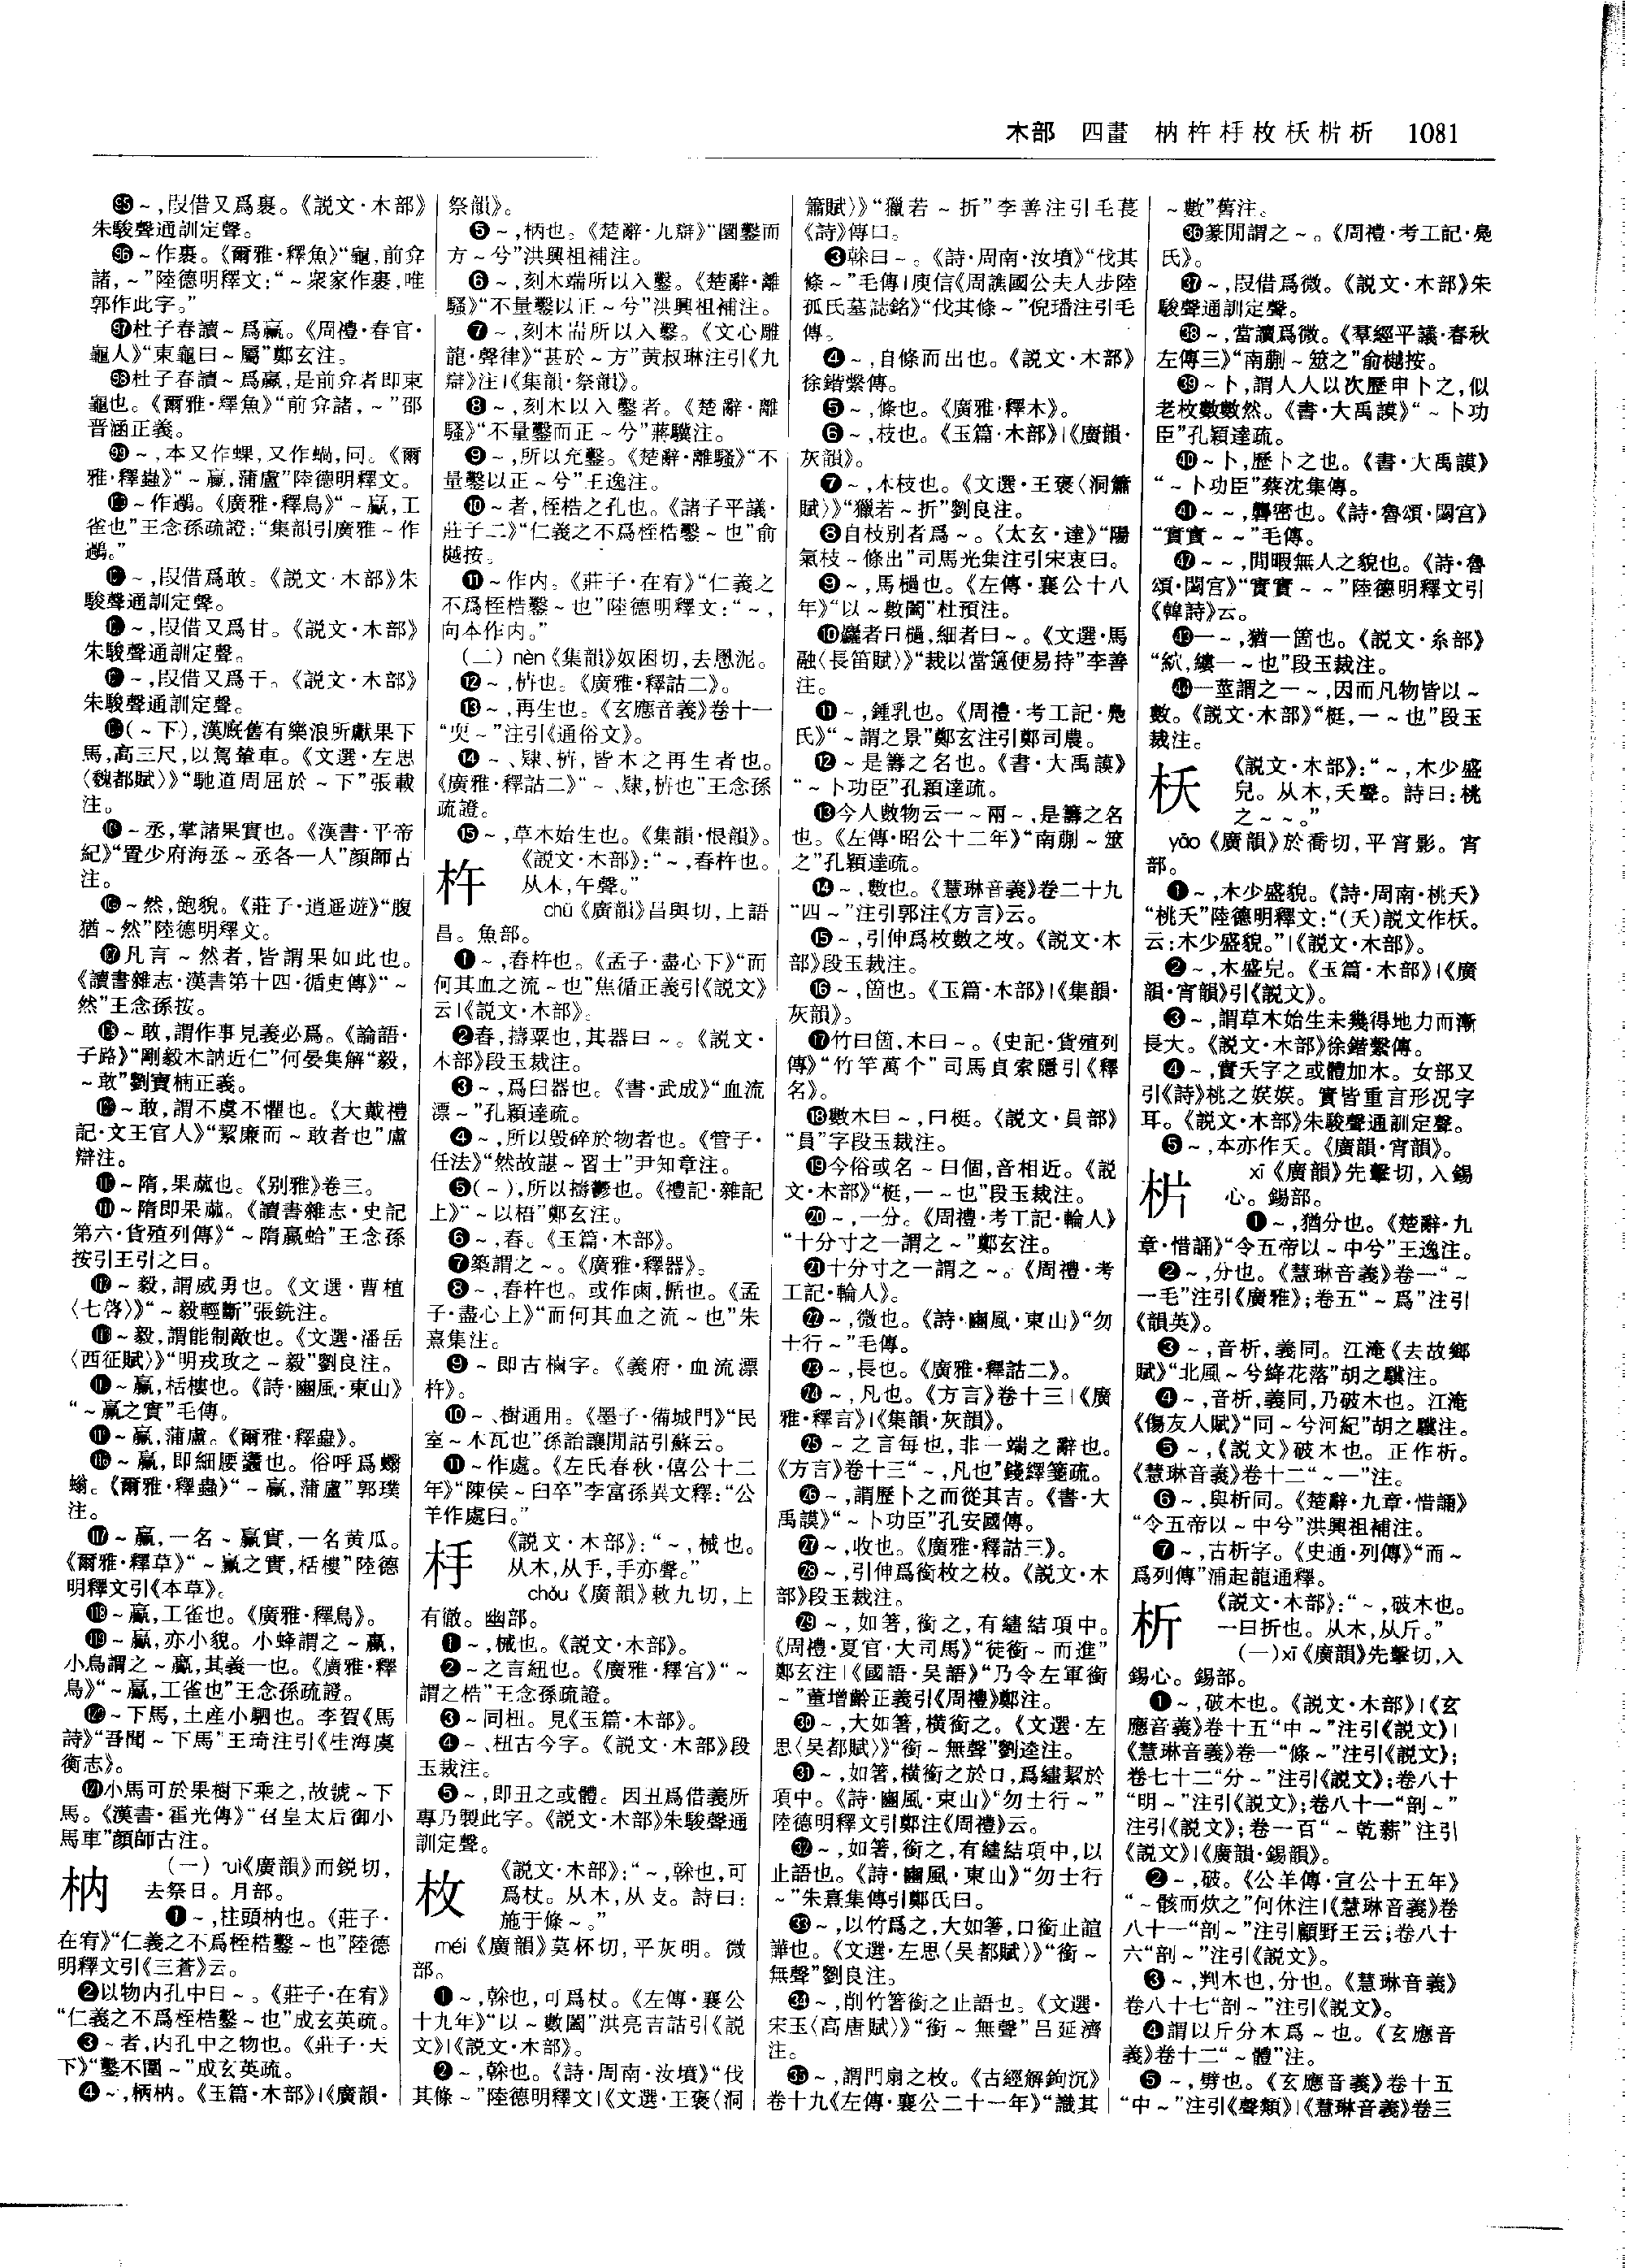 木部　四畫　枘杵杽枚枖㭊析　1081
�95～,叚借又爲裹。《説文·木部》
朱駿聲通訓定聲。
�96～作裹。《爾雅·釋魚》“龜,前弇
諸,～”陸德明釋文:“～衆家作裹,唯
郭作此字。”
�97杜子春讀～爲蠃。《周禮·春官·
龜人》“東龜曰～屬”鄭玄注。
�98杜子春讀～爲蠃,是前弇者即東
龜也。《爾雅·釋魚》“前弇諸,～”邵
晋涵正義。
�99～,本又作蜾,又作蝸,同。《爾
雅·釋蟲》“～蠃,蒲盧”陸德明釋文。
～作鵐。《廣雅·釋鳥》“～蠃,工
雀也”王念孫疏證:“集韻引廣雅～作
～,叚借爲敢。《説文·木部》朱
駿聲通訓定聲。
～,叚借又爲甘。《説文·木部》
朱駿聲通訓定聲。
～,叚借又爲干。《説文·木部》
朱駿聲通訓定聲。
(～下),漢廐舊有樂浪所獻果下
馬,高三尺,以駕輦車。《文選·左思
〈魏都賦〉》“馳道周屈於～下”張載
注。
～丞,掌諸果實也。《漢書·平帝
紀》“置少府海丞～丞各一人”顔師古
注。
～然,飽貌。《莊子·逍遥遊》“腹
猶～然”陸德明釋文。
凡言～然者,皆謂果如此也。
《讀書雜志·漢書第十四·循吏傳》“～
然”王念孫按。
～敢,謂作事見義必爲。《論語·
子路》“剛毅木訥近仁”何晏集解“毅,
～敢”劉寶楠正義。
～敢,謂不虞不懼也。《大戴禮
記·文王官人》“絜廉而～敢者也”盧
辯注。
～隋,果蓏也。《别雅》卷三。
～隋即果蓏。《讀書雜志·史記
第六·貨殖列傳》“～隋蠃蛤”王念孫
按引王引之曰。
～毅,謂威勇也。《文選·曹植
〈七啓〉》“～毅輕斷”張銑注。
～毅,謂能制敵也。《文選·潘岳
〈西征賦〉》“明戎攻之～毅”劉良注。
～臝,栝樓也。《詩·豳風·東山》
“～臝之實”毛傳。
～蠃,蒲盧。《爾雅·釋蟲》。
～蠃,即細腰蠭也。俗呼爲蠮
螉。《爾雅·釋蟲》“～蠃,蒲盧”郭璞
注。
～臝,一名～臝實,一名黄瓜。
《爾雅·釋草》“～臝之實,栝樓”陸德
明釋文引《本草》。
～蠃,工雀也。《廣雅·釋鳥》。
～蠃,亦小貌。小蜂謂之～蠃,
小鳥謂之～蠃,其義一也。《廣雅·釋
鳥》“～蠃,工雀也”王念孫疏證。
～下馬,土産小駟也。李賀《馬
詩》“吾聞～下馬”王琦注引《桂海虞
衡志》。
小馬可於果樹下乘之,故號～下
馬。《漢書·霍光傳》“召皇太后御小
馬車”顔師古注。
枘　(一) ruì《廣韻》而鋭切,
去祭日。月部。
❶～,柱頭枘也。《莊子·
在宥》“仁義之不爲桎梏鑿～也”陸德
明釋文引《三蒼》云。
❷以物内孔中曰～。《莊子·在宥》
“仁義之不爲桎梏鑿～也”成玄英疏。
❸～者,内孔中之物也。《莊子·天
下》“鑿不圍～”成玄英疏。
❹～,柄枘。《玉篇·木部》|《廣韻·
祭韻》。
❺～,柄也。《楚辭·九辯》“圜鑿而
方～兮”洪興祖補注。
❻～,刻木端所以入鑿。《楚辭·離
騷》“不量鑿以正～兮”洪興祖補注。
❼～,刻木耑所以入鑿。《文心雕
龍·聲律》“甚於～方”黄叔琳注引《九
辯》注|《集韻·祭韻》。
❽～,刻木以入鑿者。《楚辭·離
騷》“不量鑿而正～兮”蔣驥注。
❾～,所以充鑿。《楚辭·離騷》“不
量鑿以正～兮”王逸注。
❿～者,桎梏之孔也。《諸子平議·
莊子二》“仁義之不爲桎梏鑿～也”俞
樾按。
⓫～作内。《莊子·在宥》“仁義之
不爲桎梏鑿～也”陸德明釋文:“～,
向本作内。”
(二) nèn《集韻》奴困切,去慁泥。
⓬～,枿也。《廣雅·釋詁二》。
⓭～,再生也。《玄應音義》卷十一
“耎～”注引《通俗文》。
⓮～、肄、枿,皆木之再生者也。
《廣雅·釋詁二》“～、肄,枿也”王念孫
疏證。
⓯～,草木始生也。《集韻·恨韻》。
杵　《説文·木部》:“～,舂杵也。
从木,午聲。”
chǔ《廣韻》昌與切,上語
昌。魚部。
❶～,舂杵也。《孟子·盡心下》“而
何其血之流～也”焦循正義引《説文》
云|《説文·木部》。
❷舂,擣粟也,其器曰～。《説文·
木部》段玉裁注。
❸～,爲臼器也。《書·武成》“血流
漂～”孔穎達疏。
❹～,所以毁碎於物者也。《管子·
任法》“然故諶～習士”尹知章注。
❺(～),所以擣鬱也。《禮記·雜記
上》“～以梧”鄭玄注。
❻～,舂。《玉篇·木部》。
❼築謂之～。《廣雅·釋器》。
❽～,舂杵也。或作鹵,楯也。《孟
子·盡心上》“而何其血之流～也”朱
熹集注。
❾～即古楠字。《義府·血流漂
杵》。
❿～、樹通用。《墨子·備城門》“民
室～木瓦也”孫詒讓閒詁引蘇云。
⓫～作處。《左氏春秋·僖公十二
年》“陳侯～臼卒”李富孫異文釋:“公
羊作處臼。”
杽　《説文·木部》:“～,械也。
从木,从手,手亦聲。”
chǒu《廣韻》敕九切,上
有徹。幽部。
❶～,械也。《説文·木部》。
❷～之言紐也。《廣雅·釋宫》“～
謂之梏”王念孫疏證。
❸～同杻。見《玉篇·木部》。
❹～、杻古今字。《説文·木部》段
玉裁注。
❺～,即丑之或體。因丑爲借義所
專乃製此字。《説文·木部》朱駿聲通
訓定聲。
枚　《説文·木部》:“～,榦也,可
爲杖。从木,从攴。詩曰:
施于條～。”
méi《廣韻》莫杯切,平灰明。微
部。
❶～,榦也,可爲杖。《左傳·襄公
十九年》“以～數闔”洪亮吉詁引《説
文》|《説文·木部》。
❷～,榦也。《詩·周南·汝墳》“伐
其條～”陸德明釋文|《文選·王褒〈洞
簫賦〉》“獵若～折”李善注引毛萇
《詩》傳曰。
❸幹曰～。《詩·周南·汝墳》“伐其
條～”毛傳|庾信《周譙國公夫人步陸
孤氏墓誌銘》“伐其條～”倪璠注引毛
傳。
❹～,自條而出也。《説文·木部》
徐鍇繫傳。
❺～,條也。《廣雅·釋木》。
❻～,枝也。《玉篇·木部》|《廣韻·
灰韻》。
❼～,木枝也。《文選·王褒〈洞簫
賦〉》“獵若～折”劉良注。
❽自枝别者爲～。《太玄·達》“陽
氣枝～條出”司馬光集注引宋衷曰。
❾～,馬檛也。《左傳·襄公十八
年》“以～數闔”杜預注。
❿麤者曰檛,細者曰～。《文選·馬
融〈長笛賦〉》“裁以當簻便易持”李善
注。
⓫～,鍾乳也。《周禮·考工記·鳧
氏》“～謂之景”鄭玄注引鄭司農。
⓬～是籌之名也。《書·大禹謨》
“～卜功臣”孔穎達疏。
⓭今人數物云一～兩～,是籌之名
也。《左傳·昭公十二年》“南蒯～筮
之”孔穎達疏。
⓮～,數也。《慧琳音義》卷二十九
“四～”注引郭注《方言》云。
⓯～,引伸爲枚數之枚。《説文·木
部》段玉裁注。
⓰～,箇也。《玉篇·木部》|《集韻·
灰韻》。
⓱竹曰箇,木曰～。《史記·貨殖列
傳》“竹竿萬个”司馬貞索隱引《釋
名》。
⓲數木曰～,曰梃。《説文·員部》
“員”字段玉裁注。
⓳今俗或名～曰個,音相近。《説
文·木部》“梃,一～也”段玉裁注。
⓴～,一分。《周禮·考工記·輪人》
“十分寸之一謂之～”鄭玄注。
㉑十分寸之一謂之～。《周禮·考
工記·輪人》。
㉒～,微也。《詩·豳風·東山》“勿
士行～”毛傳。
㉓～,長也。《廣雅·釋詁二》。
㉔～,凡也。《方言》卷十三|《廣
雅·釋言》|《集韻·灰韻》。
㉕～之言每也,非一端之辭也。
《方言》卷十三“～,凡也”錢繹箋疏。
㉖～,謂歷卜之而從其吉。《書·大
禹謨》“～卜功臣”孔安國傳。
㉗～,收也。《廣雅·釋詁三》。
㉘～,引伸爲銜枚之枚。《説文·木
部》段玉裁注。
㉙～,如箸,銜之,有繣結項中。
《周禮·夏官·大司馬》“徒銜～而進”
鄭玄注|《國語·吴語》“乃令左軍銜
～”董增齡正義引《周禮》鄭注。
㉚～,大如箸,横銜之。《文選·左
思〈吴都賦〉》“銜～無聲”劉逵注。
㉛～,如箸,横銜之於口,爲繣絜於
項中。《詩·豳風·東山》“勿士行～”
陸德明釋文引鄭注《周禮》云。
㉜～,如箸,銜之,有繣結項中,以
止語也。《詩·豳風·東山》“勿士行
～”朱熹集傳引鄭氏曰。
㉝～,以竹爲之,大如箸,口銜止諠
譁也。《文選·左思〈吴都賦〉》“銜～
無聲”劉良注。
㉞～,削竹箸銜之止語也。《文選·
宋玉〈高唐賦〉》“銜～無聲”吕延濟
注。
㉟～,謂門扇之枚。《古經解鉤沉》
卷十九《左傳·襄公二十一年》“識其
～數”舊注。
㊱篆閒謂之～。《周禮·考工記·鳧
氏》。
㊲～,叚借爲微。《説文·木部》朱
駿聲通訓定聲。
㊳～,當讀爲微。《羣經平議·春秋
左傳三》“南蒯～筮之”俞樾按。
㊴～卜,謂人人以次歷申卜之,似
老枚數數然。《書·大禹謨》“～卜功
臣”孔穎達疏。
㊵～卜,歷卜之也。《書·大禹謨》
“～卜功臣”蔡沈集傳。
㊶～～,礱密也。《詩·魯頌·閟宫》
“實實～～”毛傳。
㊷～～,閒暇無人之貌也。《詩·魯
頌·閟宫》“實實～～”陸德明釋文引
《韓詩》云。
㊸一～,猶一箇也。《説文·糸部》
“紌,縷一～也”段玉裁注。
㊹一莖謂之一～,因而凡物皆以～
數。《説文·木部》“梃,一～也”段玉
裁注。
枖　《説文·木部》:“～,木少盛
皃。从木,夭聲。詩曰:桃
之～～。”
yāo《廣韻》於喬切,平宵影。宵
部。
❶～,木少盛貌。《詩·周南·桃夭》
“桃夭”陸德明釋文:“(夭)説文作枖。
云:木少盛貌。”|《説文·木部》。
❷～,木盛皃。《玉篇·木部》|《廣
韻·宵韻》引《説文》。
❸～,謂草木始生未幾得地力而漸
長大。《説文·木部》徐鍇繫傳。
❹～,實夭字之或體加木。女部又
引《詩》桃之娱娱。實皆重言形况字
耳。《説文·木部》朱駿聲通訓定聲。
❺～,本亦作夭。《廣韻·宵韻》。
㭊　xī《廣韻》先擊切,入錫
心。錫部。
❶～,猶分也。《楚辭·九
章·惜誦》“令五帝以～中兮”王逸注。
❷～,分也。《慧琳音義》卷一“～
一毛”注引《廣雅》;卷五“～爲”注引
《韻英》。
❸～,音析,義同。江淹《去故鄉
賦》“北風～兮絳花落”胡之驥注。
❹～,音析,義同,乃破木也。江淹
《傷友人賦》“同～兮河紀”胡之驥注。
❺～,《説文》破木也。正作析。
《慧琳音義》卷十二“～一”注。
❻～,與析同。《楚辭·九章·惜誦》
“令五帝以～中兮”洪興祖補注。
❼～,古析字。《史通·列傳》“而～
爲列傳”浦起龍通釋。
析　《説文·木部》:“～,破木也。
一曰折也。从木,从斤。”
(一)xī《廣韻》先擊切,入
錫心。錫部。
❶～,破木也。《説文·木部》|《玄
應音義》卷十五“中～”注引《説文》|
《慧琳音義》卷一“條～”注引《説文》;
卷七十二“分～”注引《説文》;卷八十
“明～”注引《説文》;卷八十一“剖～”
注引《説文》;卷一百“～乾薪”注引
《説文》|《廣韻·錫韻》。
❷～,破。《公羊傳·宣公十五年》
“～骸而炊之”何休注|《慧琳音義》卷
八十一“剖～”注引顧野王云;卷八十
六“剖～”注引《説文》。
❸～,判木也,分也。《慧琳音義》
卷八十七“剖～”注引《説文》。
❹謂以斤分木爲～也。《玄應音
義》卷十二“～體”注。
❺～,劈也。《玄應音義》卷十五
“中～”注引《聲類》|《慧琳音義》卷三